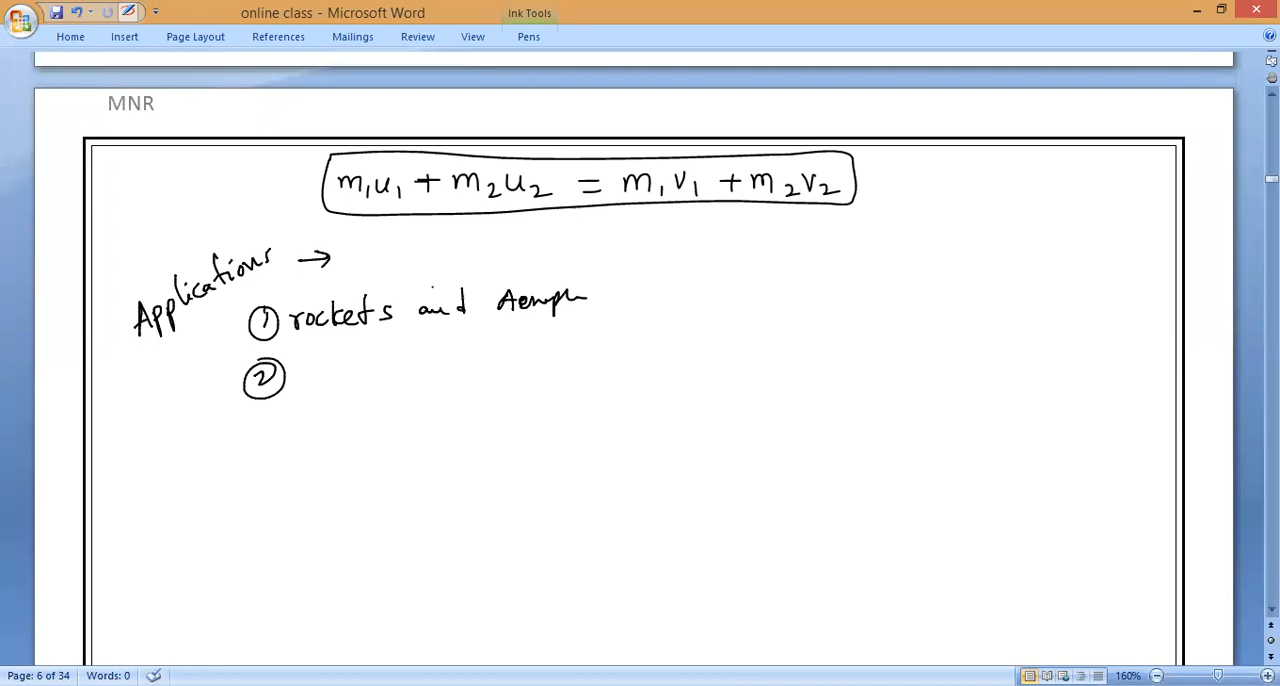 online class - Microsoft Word
Ink Tools
Home Insert Page Layout References Mailings Review View Pens
MNR
m₁u₁ + m₂u₂ = m₁v₁ + m₂v₂
Applications →
① rockets and
②
Page: 6 of 34 Words: 0 160%